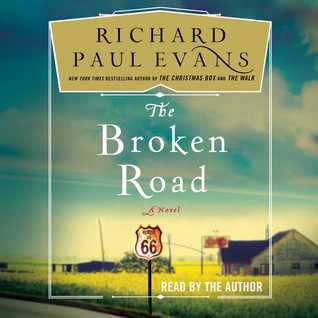 RICHARD
PAUL EVANS
NEW YORK TIMES BESTSELLING AUTHOR OF THE CHRISTMAS BOX AND THE WALK
The
Broken
Road
A Novel
66
READ BY THE AUTHOR